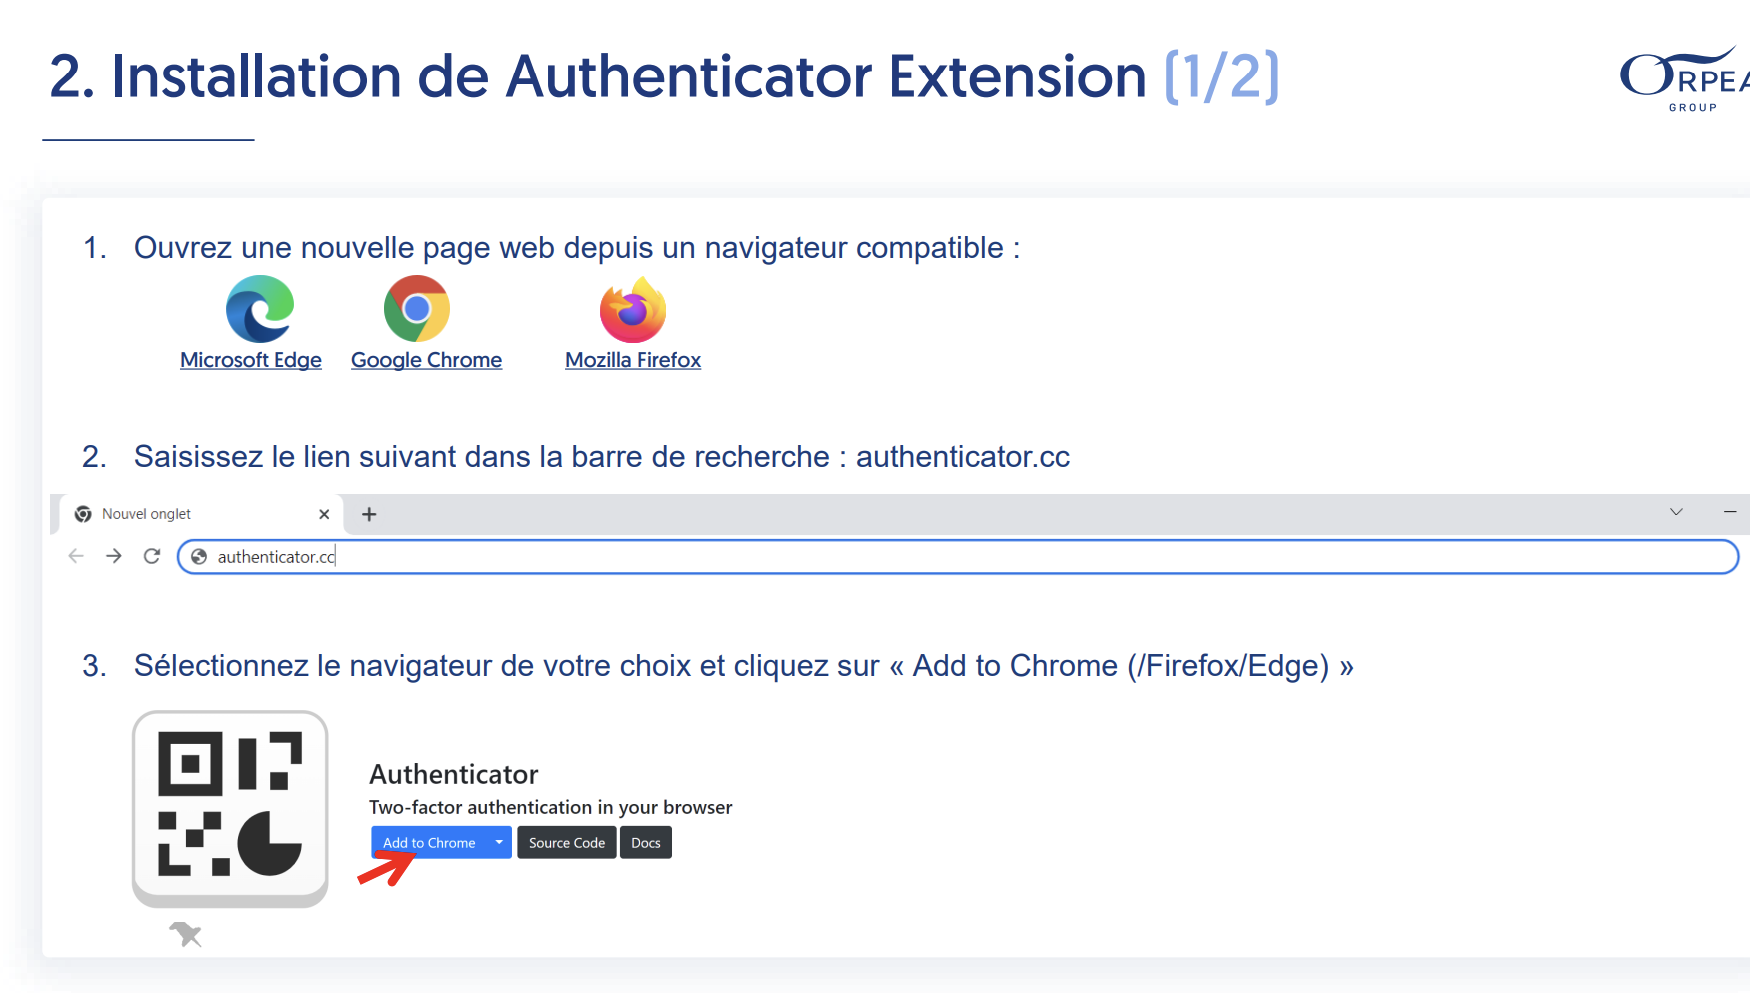 2. Installation de Authenticator Extension (1/2)
ORPEA
GROUP
1. Ouvrez une nouvelle page web depuis un navigateur compatible :
Microsoft Edge Google Chrome Mozilla Firefox
2. Saisissez le lien suivant dans la barre de recherche : authenticator.cc
Nouvel onglet
authenticator.cc
3. Sélectionnez le navigateur de votre choix et cliquez sur « Add to Chrome (/Firefox/Edge) »
Authenticator
Two-factor authentication in your browser
Add to Chrome Source Code Docs